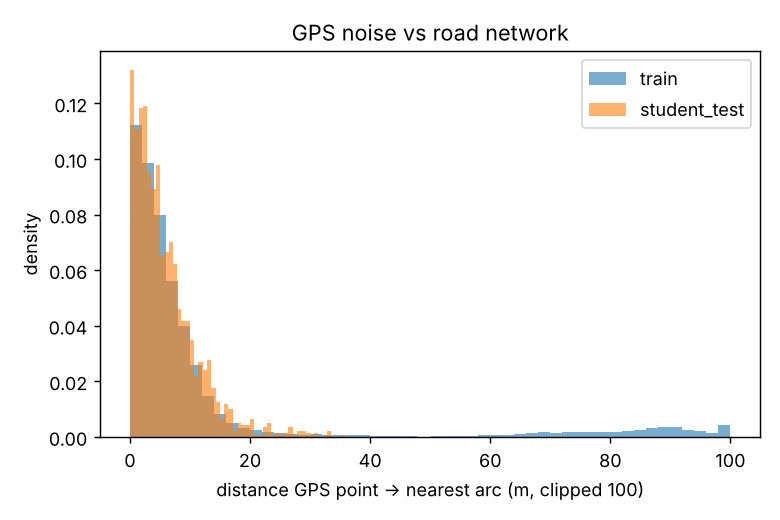 GPS noise vs road network
train
student_test
density
0.12
0.10
0.08
0.06
0.04
0.02
0.00
0
20
40
60
80
100
distance GPS point → nearest arc (m, clipped 100)